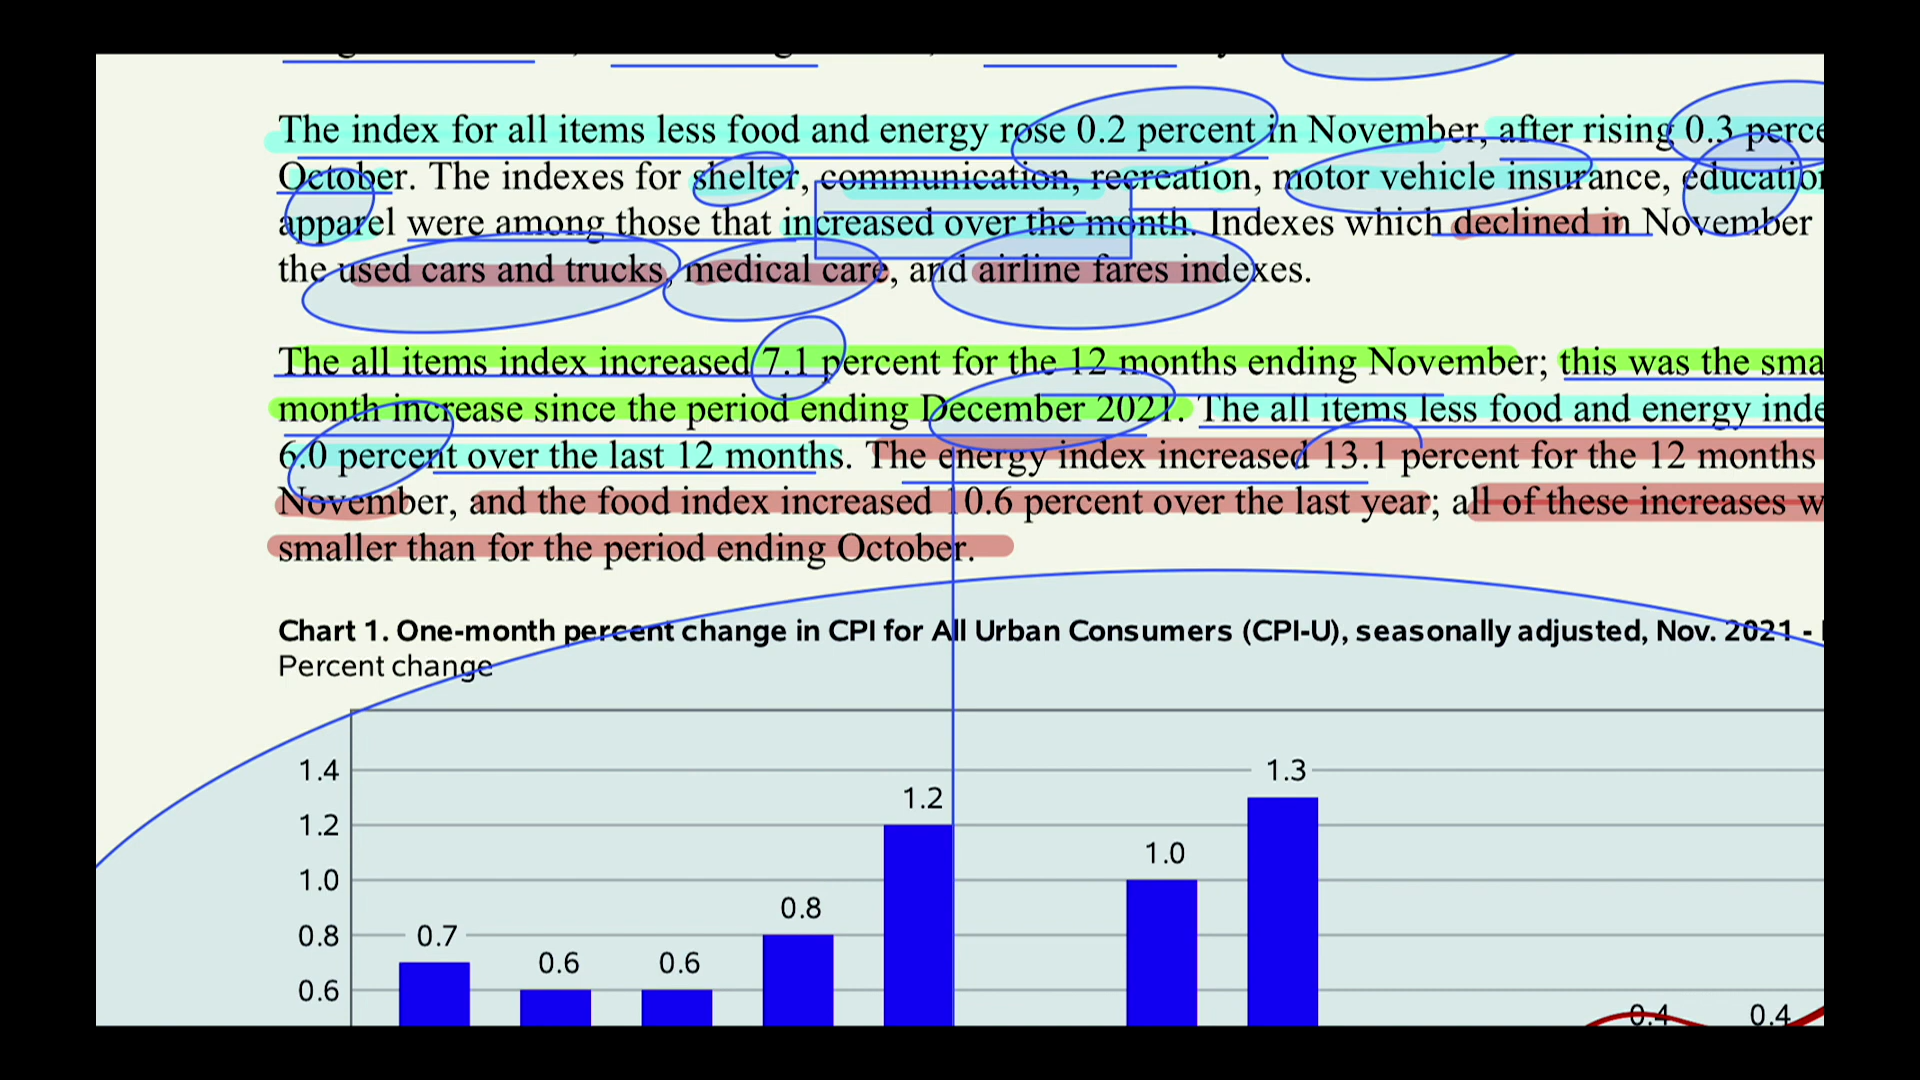 The index for all items less food and energy rose 0.2 percent in November, after rising 0.3
October. The indexes for shelter, communication, recreation, motor vehicle insurance,
apparel were among those that increased over the month. Indexes which declined in November
the used cars and trucks, medical care, and airline fares indexes.
The all items index increased 7.1 percent for the 12 months ending November; this was the
month increase since the period ending December 2021. The all items less food and energy
6.0 percent over the last 12 months. The energy index increased 13.1 percent for the 12 months
November, and the food index increased 10.6 percent over the last year; all of these increases
smaller than for the period ending October.
Chart 1. One-month percent change in CPI for All Urban Consumers (CPI-U), seasonally adjusted, Nov. 2021 -
Percent change
1.4
1.3
1.2
1.2
1.0
1.0
0.8
0.8
0.7
0.6
0.6
0.6
0.4
0.4